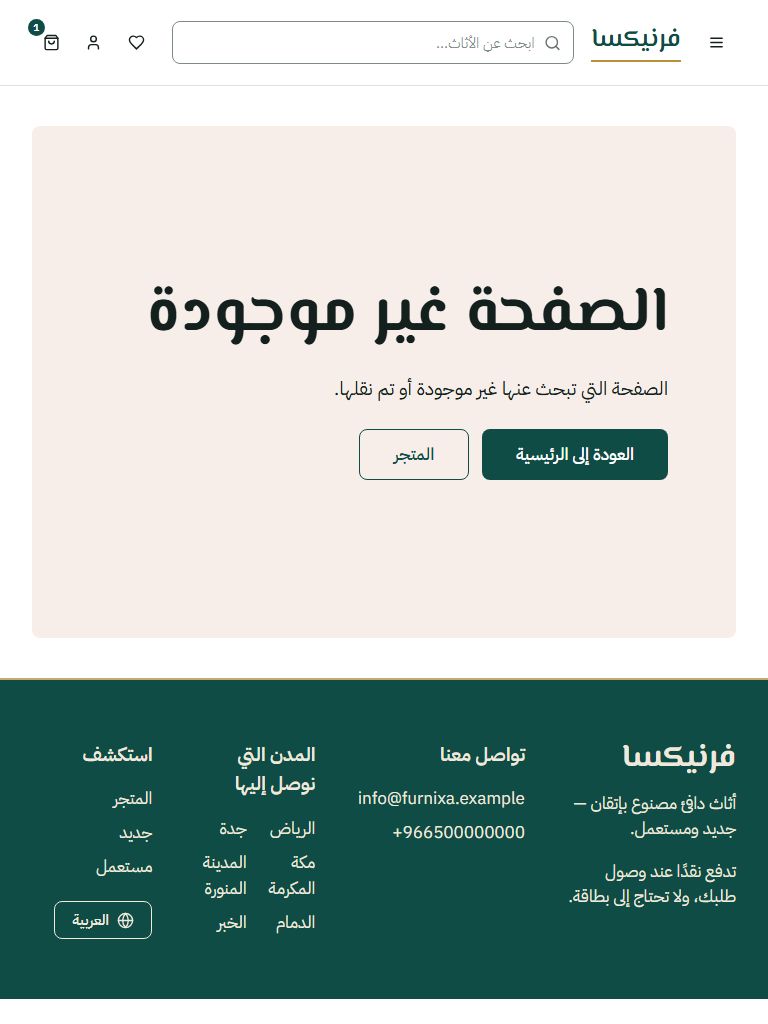 فرنيكسا
ابحث عن الأثاث...
1
الصفحة غير موجودة
الصفحة التي تبحث عنها غير موجودة أو تم نقلها.
العودة إلى الرئيسية
المتجر
فرنيكسا
أثاث دافئ مصنوع بإتقان —
جديد ومستعمل.
تدفع نقدًا عند وصول
طلبك، ولا تحتاج إلى بطاقة.
تواصل معنا
info@furnixa.example
+966500000000
المدن التي
نوصل إليها
الرياض
جدة
مكة
المكرمة
المدينة
المنورة
الدمام
الخبر
استكشف
المتجر
جديد
مستعمل
العربية